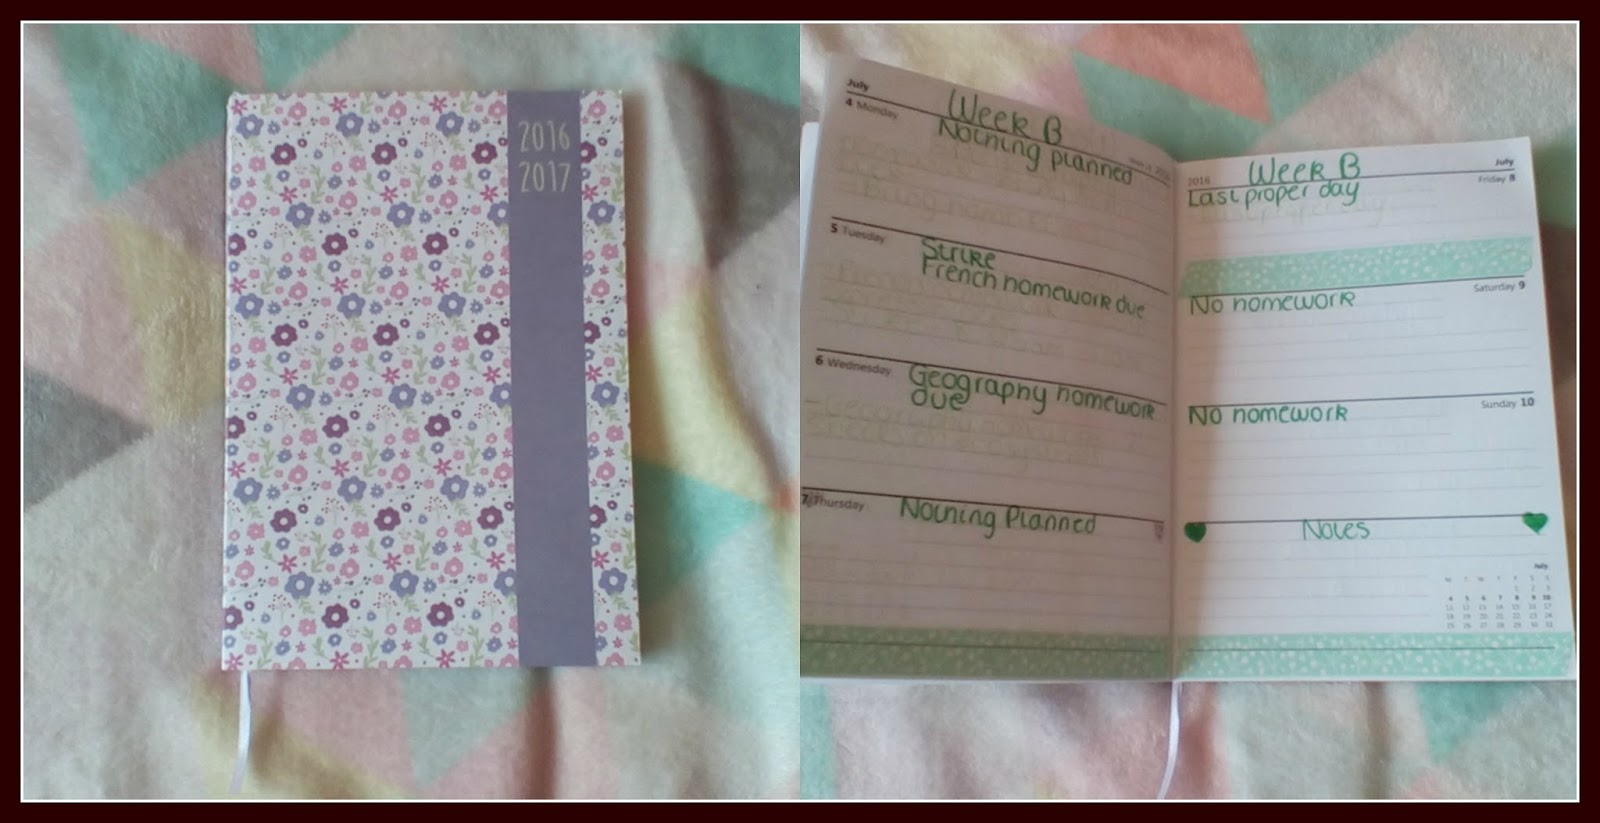 2016
2017
July
4 Monday
Week B
Nothing planned
5 Tuesday
Strike
French homework due
6 Wednesday
Geography homework
due
7 Thursday
Nothing Planned
July
2016
Week B
Friday 8
Last proper day
Saturday 9
No homework
Sunday 10
No homework
Notes
July